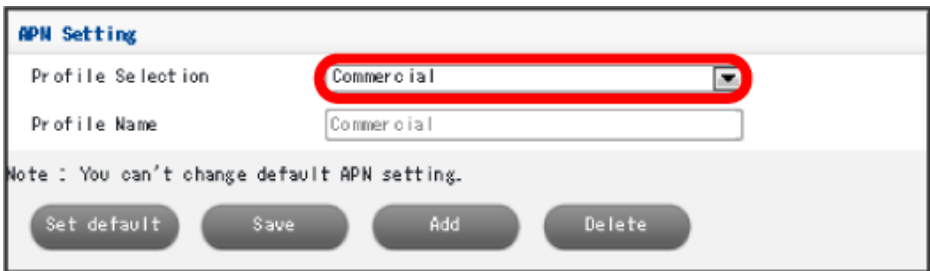 APN Setting
Profile Selection Commercial
Profile Name Commercial
Note : You can't change default APN setting.
Set default Save Add Delete